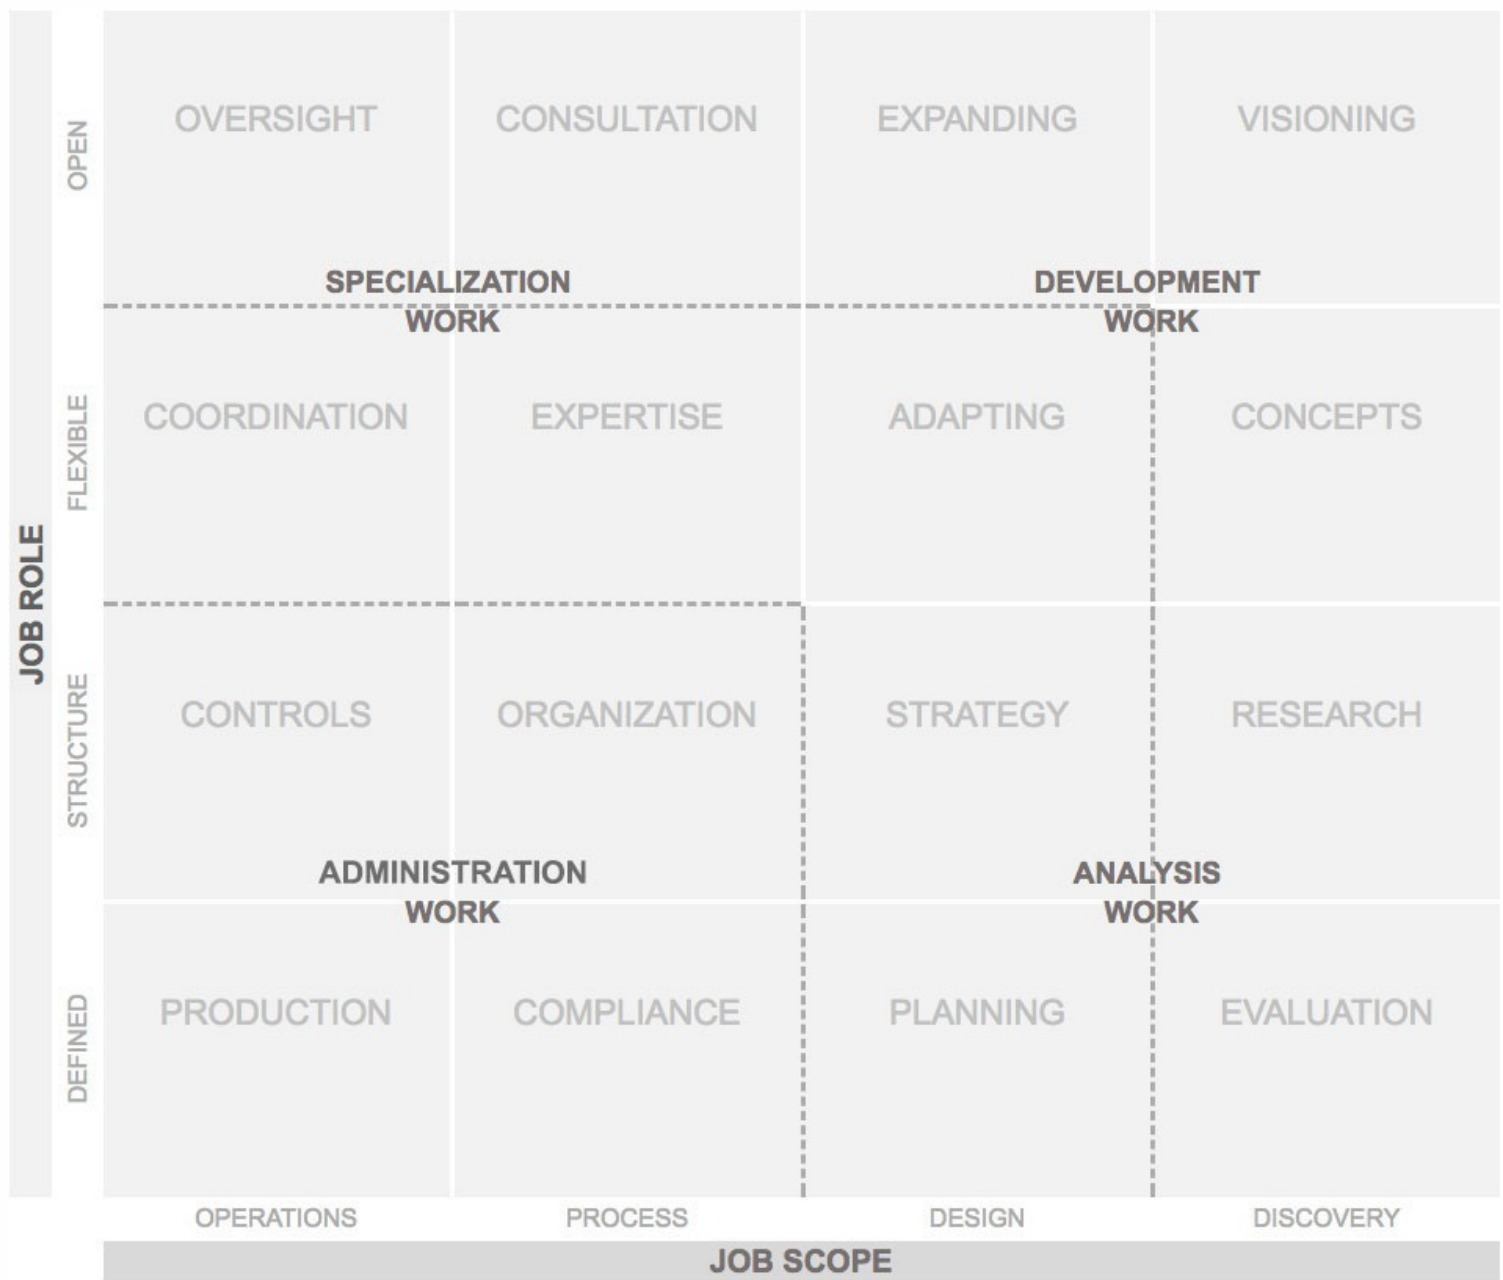 OPEN
OVERSIGHT
CONSULTATION
EXPANDING
VISIONING
SPECIALIZATION
WORK
DEVELOPMENT
WORK
FLEXIBLE
COORDINATION
EXPERTISE
ADAPTING
CONCEPTS
JOB ROLE
STRUCTURE
CONTROLS
ORGANIZATION
STRATEGY
RESEARCH
ADMINISTRATION
WORK
ANALYSIS
WORK
DEFINED
PRODUCTION
COMPLIANCE
PLANNING
EVALUATION
OPERATIONS
PROCESS
DESIGN
DISCOVERY
JOB SCOPE